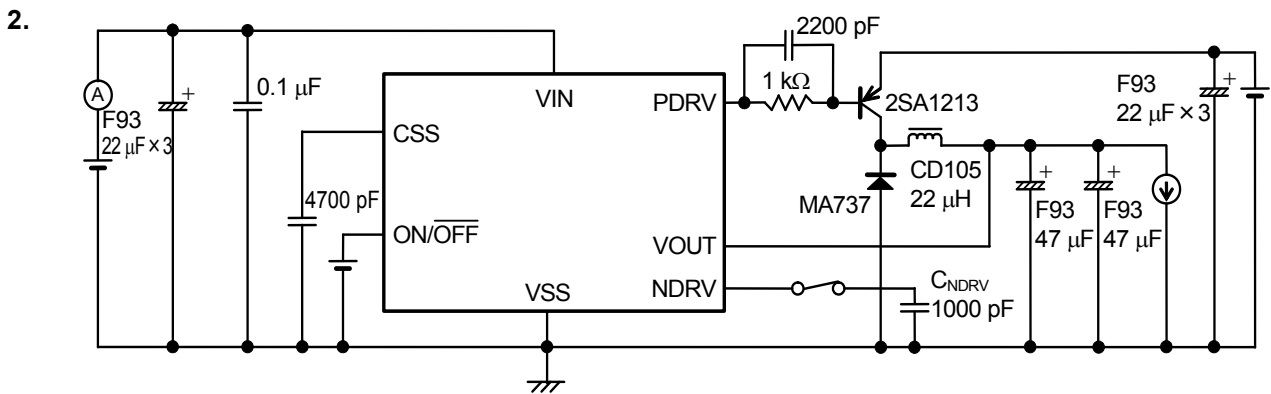 2.
A
F93
22 µF × 3
0.1 µF
4700 pF
VIN
CSS
ON/OFF
VSS
PDRV
VOUT
NDRV
2200 pF
1 kΩ
2SA1213
MA737
CD105
22 µH
CNDRV
1000 pF
F93
47 µF
F93
47 µF
F93
22 µF × 3
+
+
+
+